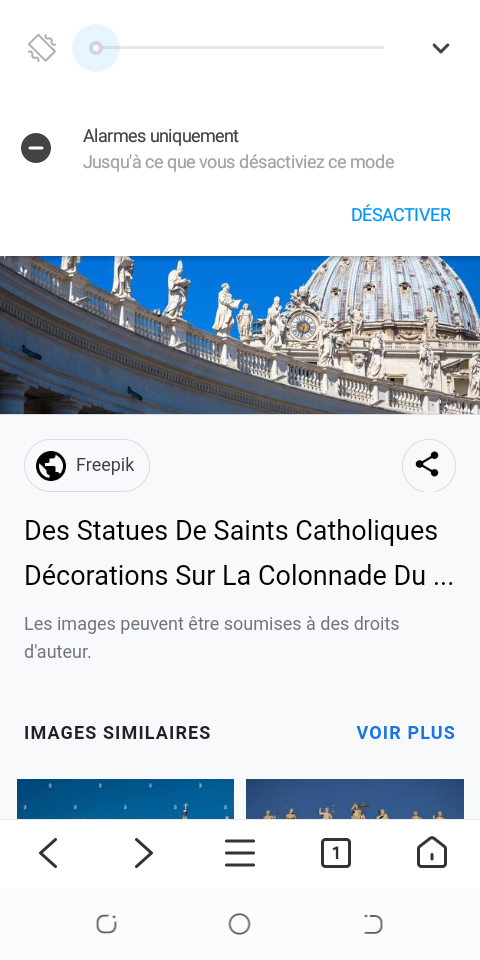 Alarmes uniquement
Jusqu'à ce que vous désactiviez ce mode
DÉSACTIVER
Freepik
Des Statues De Saints Catholiques
Décorations Sur La Colonnade Du ...
Les images peuvent être soumises à des droits
d'auteur.
IMAGES SIMILAIRES
VOIR PLUS
1